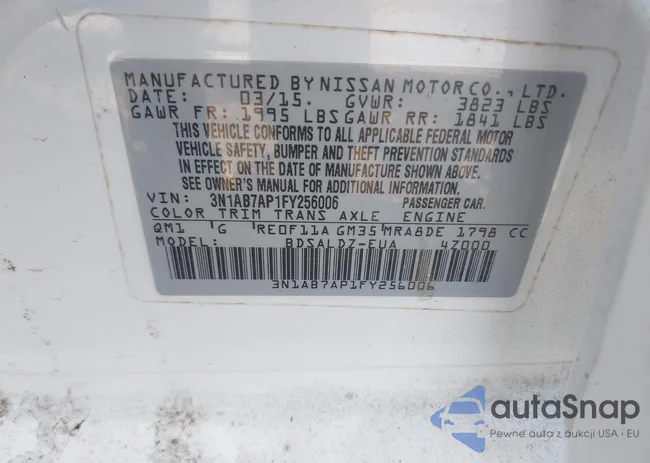 MANUFACTURED BY NISSAN MOTOR CO., LTD.
DATE: 03/15. GVWR: 3823 LBS
GAWR FR: 1995 LBS GAWR RR: 1841 LBS
THIS VEHICLE CONFORMS TO ALL APPLICABLE FEDERAL MOTOR
VEHICLE SAFETY, BUMPER AND THEFT PREVENTION STANDARDS
IN EFFECT ON THE DATE OF MANUFACTURE SHOWN ABOVE.
SEE OWNER'S MANUAL FOR ADDITIONAL INFORMATION.
VIN: 3N1AB7AP1FY256006 PASSENGER CAR.
COLOR TRIM TRANS AXLE ENGINE
QM1 G RE0F11A GM35 MRA8DE 1798 CC
MODEL: BDSALDZ-EUA 4Z000
3N1AB7AP1FY256006
autoSnap
Pewne auta z aukcji USA i EU